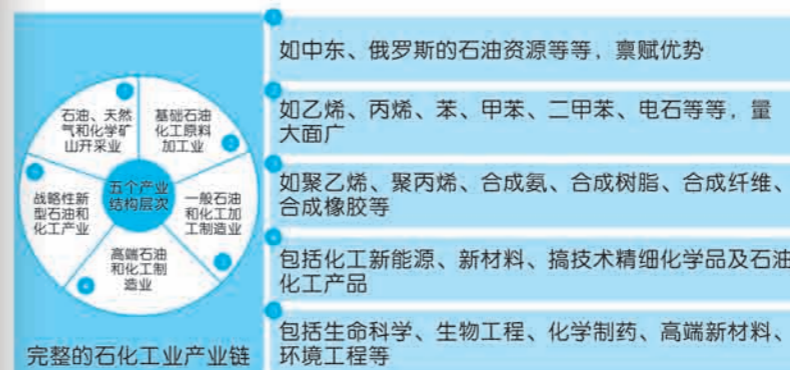 石油、天然
气和化学矿
山开采业
基础石油
化工原料
加工业
2
一般石油
和化工加
工制造业
高端石油
和化工制
造业
战略性新
型石油和
化工产业
五个产业
结构层次
完整的石化工业产业链
如中东、俄罗斯的石油资源等等，禀赋优势
如乙烯、丙烯、苯、甲苯、二甲苯、电石等等，量
大面广
如聚乙烯、聚丙烯、合成氨、合成树脂、合成纤维、
合成橡胶等
包括化工新能源、新材料、搞技术精细化学品及石油
化工产品
包括生命科学、生物工程、化学制药、高端新材料、
环境工程等